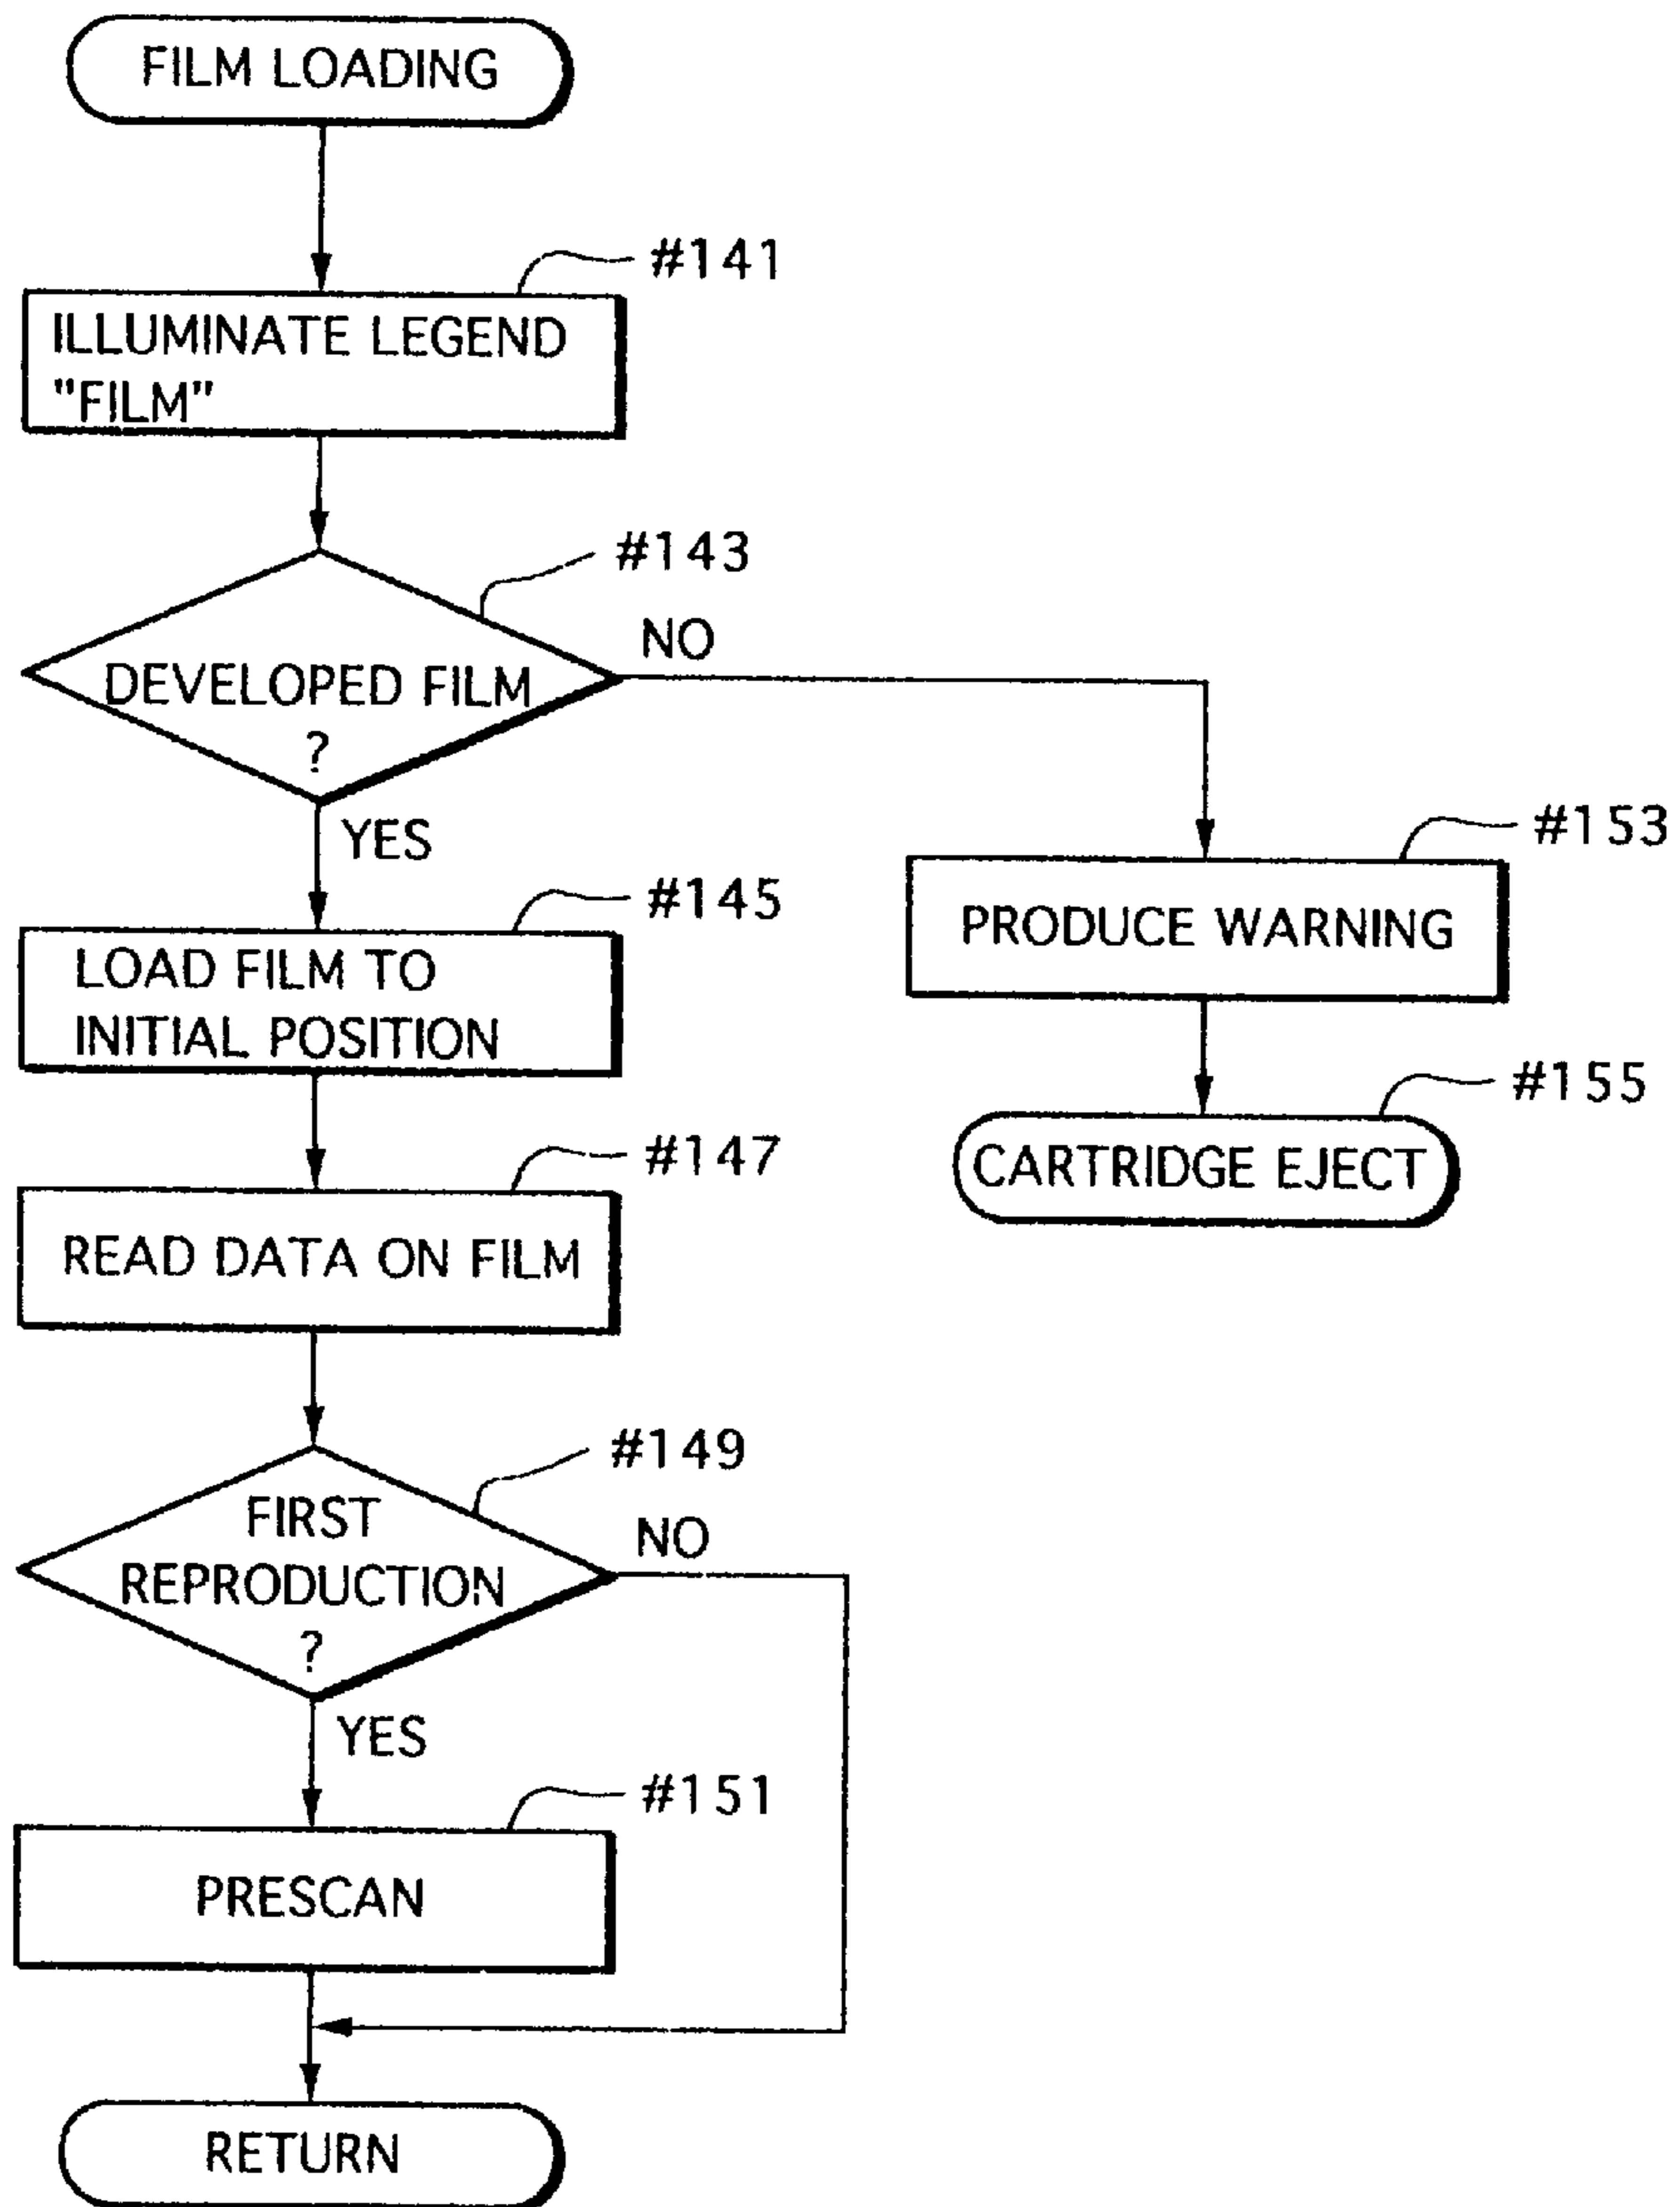 FILM LOADING
#141
ILLUMINATE LEGEND
"FILM"
#143
DEVELOPED FILM
?
NO
YES
#145
LOAD FILM TO
INITIAL POSITION
#147
READ DATA ON FILM
#149
FIRST
REPRODUCTION
?
NO
YES
#151
PRESCAN
RETURN
#153
PRODUCE WARNING
#155
CARTRIDGE EJECT